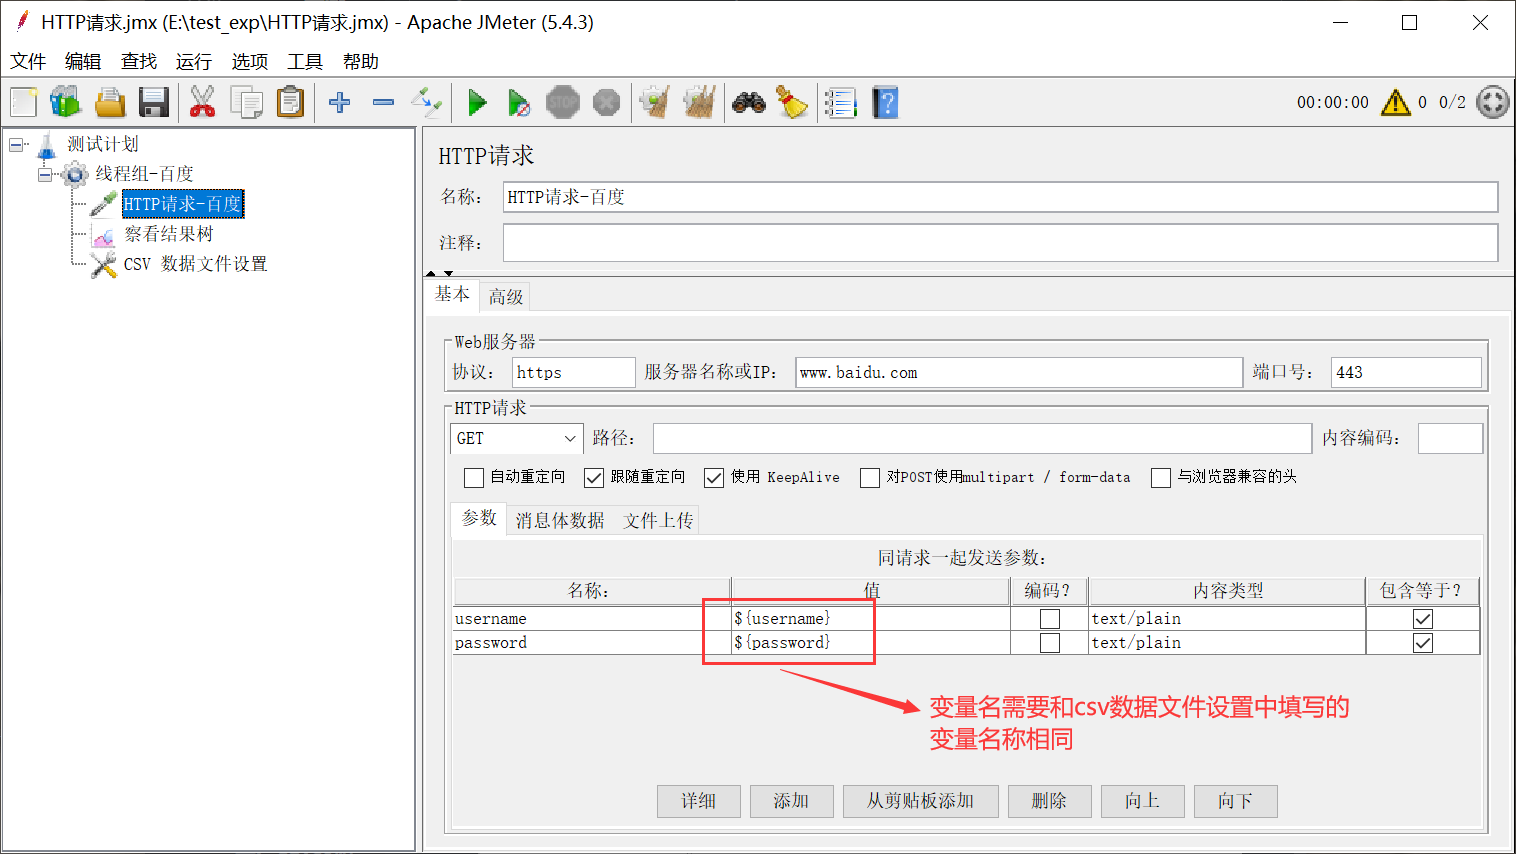 HTTP请求.jmx (E:\test_exp\HTTP请求.jmx) - Apache JMeter (5.4.3)
文件 编辑 查找 运行 选项 工具 帮助
STOP 00:00:00 0 0/2
测试计划
线程组-百度
HTTP请求-百度
察看结果树
CSV 数据文件设置
HTTP请求
名称: HTTP请求-百度
注释:
基本 高级
Web服务器
协议: https 服务器名称或IP: www.baidu.com 端口号: 443
HTTP请求
GET 路径: 内容编码:
自动重定向 跟随重定向 使用 KeepAlive 对POST使用multipart / form-data 与浏览器兼容的头
参数 消息体数据 文件上传
同请求一起发送参数:
名称: 值 编码? 内容类型 包含等于?
username ${username} text/plain
password ${password} text/plain
变量名需要和csv数据文件设置中填写的
变量名称相同
详细 添加 从剪贴板添加 删除 向上 向下